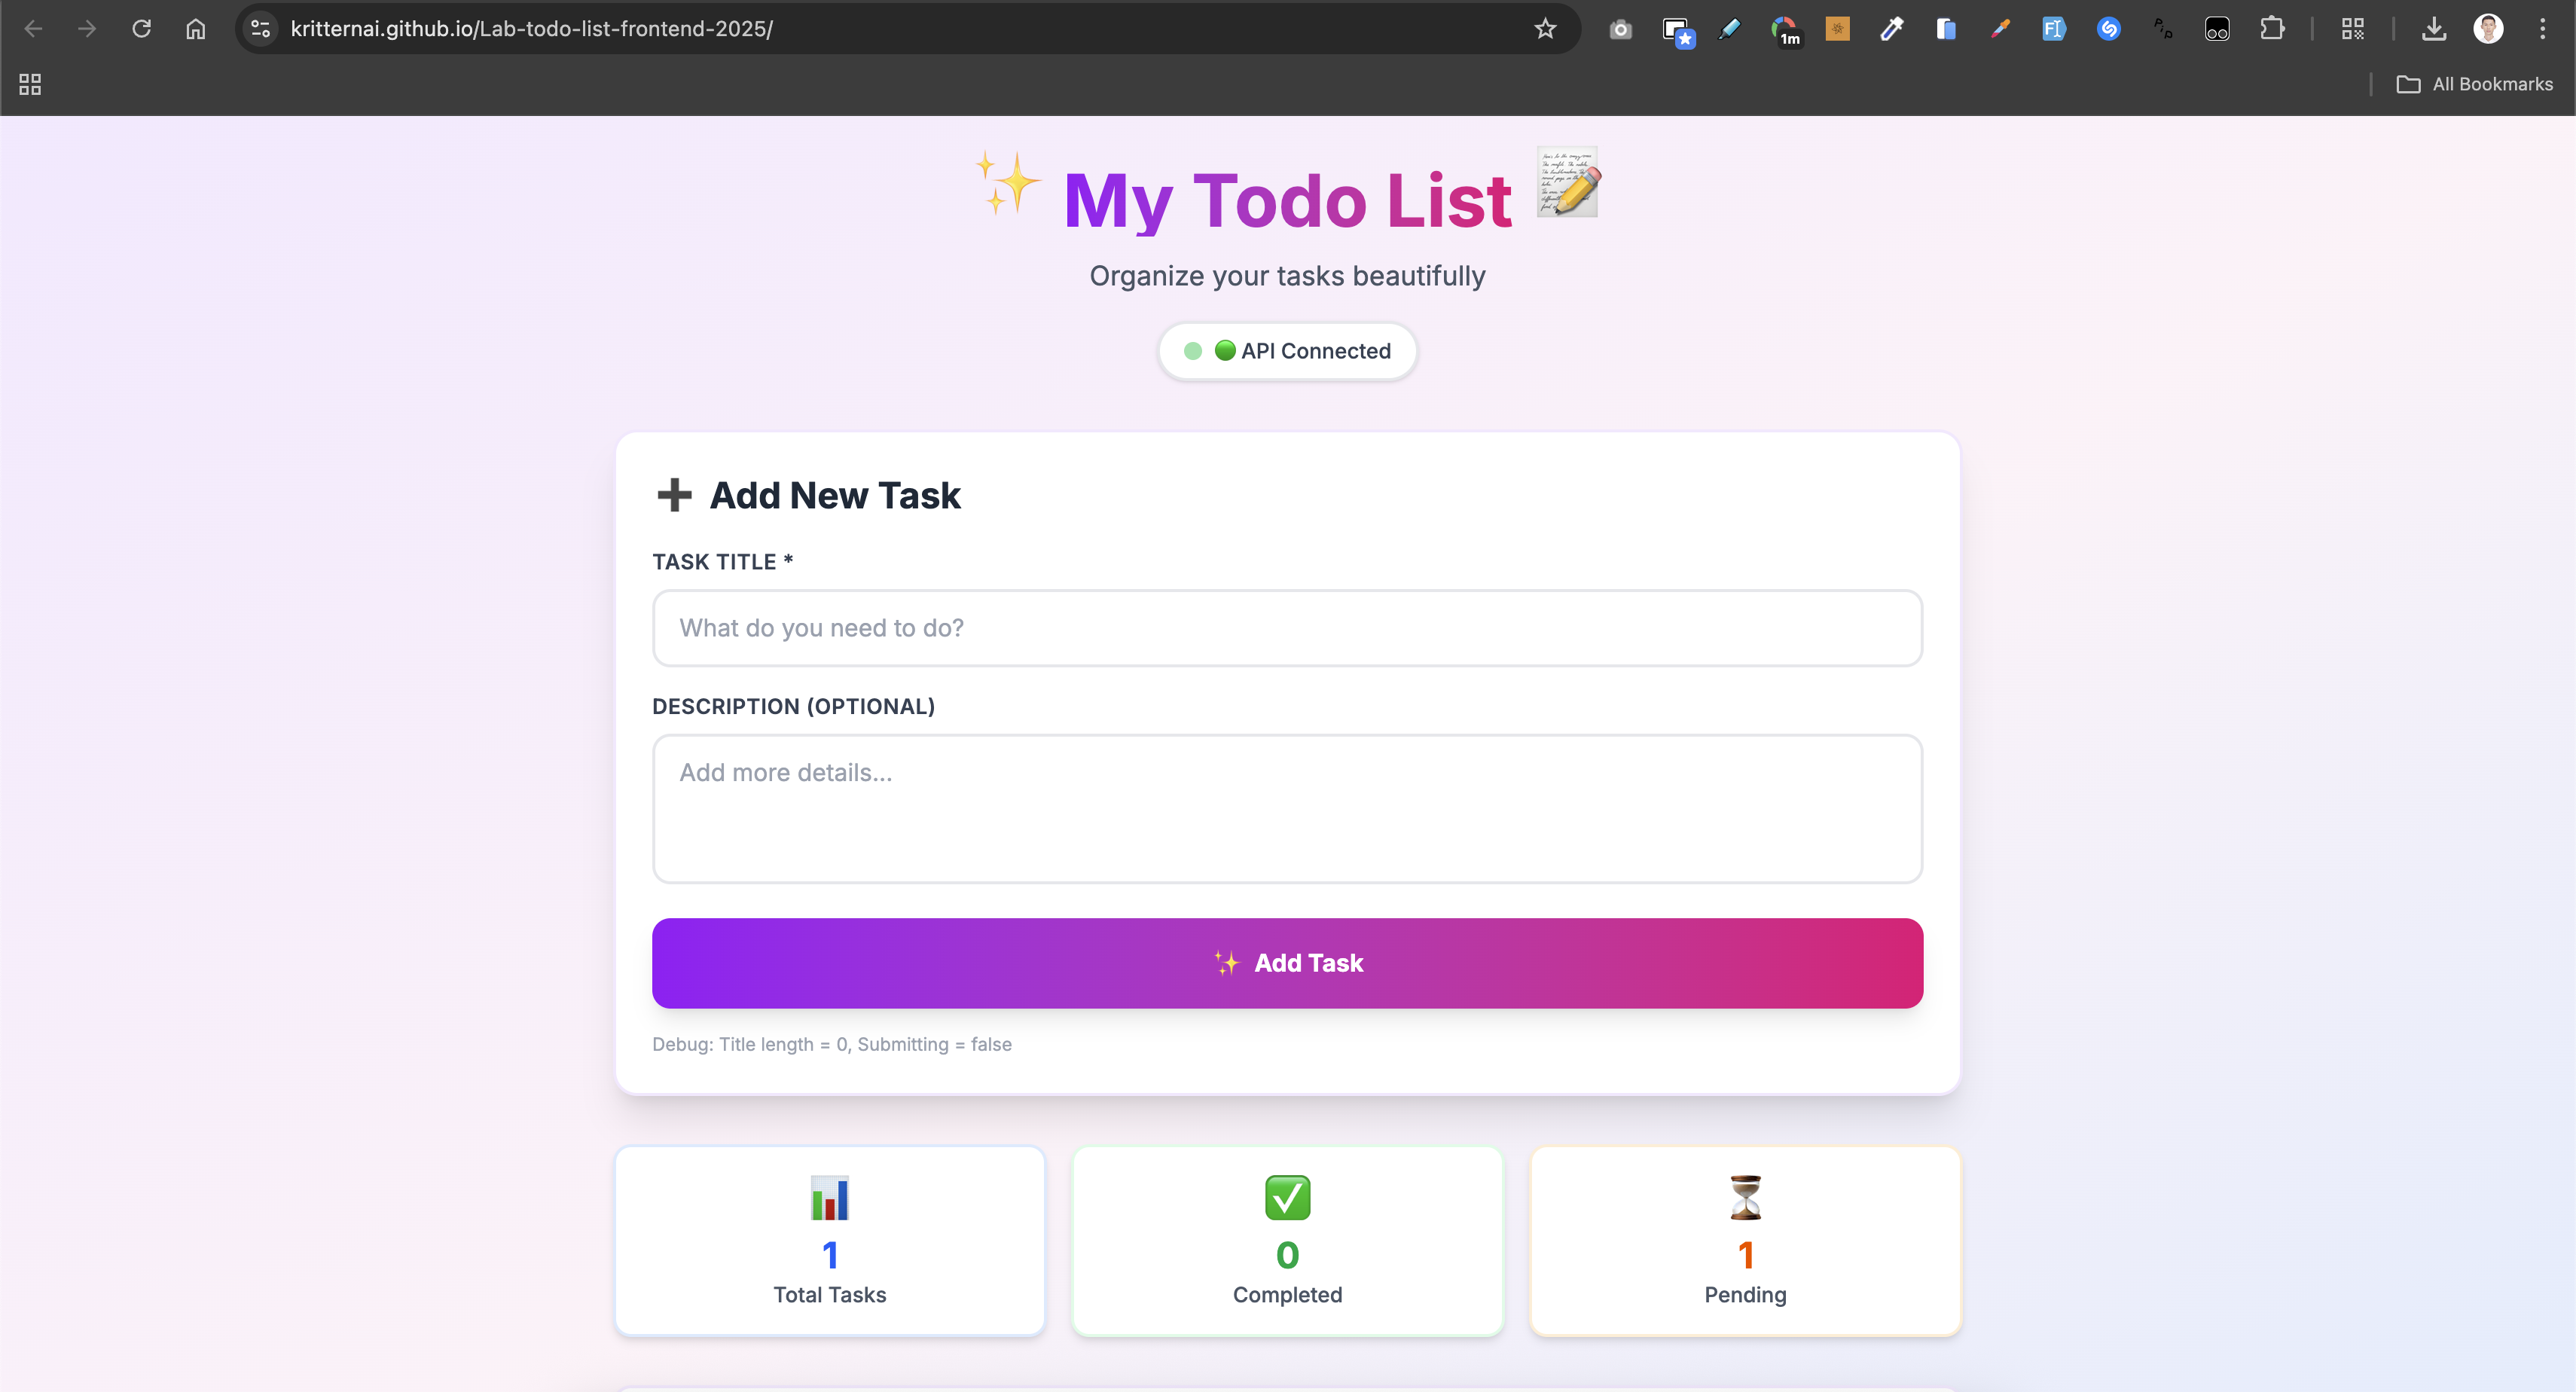 kritternai.github.io/Lab-todo-list-frontend-2025/
1m
All Bookmarks
My Todo List
Organize your tasks beautifully
API Connected
Add New Task
TASK TITLE *
What do you need to do?
DESCRIPTION (OPTIONAL)
Add more details...
Add Task
Debug: Title length = 0, Submitting = false
1
Total Tasks
0
Completed
1
Pending